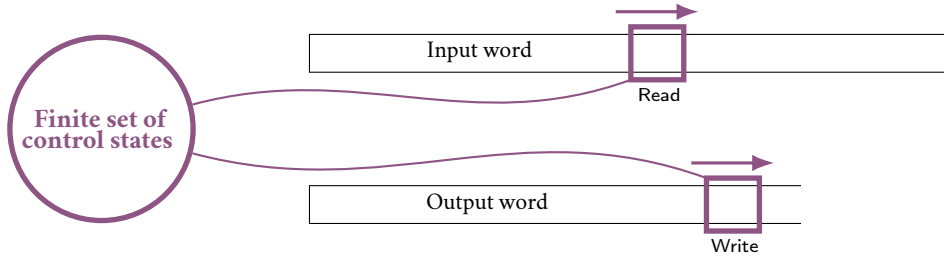 Input word
Read
Finite set of
control states
Output word
Write